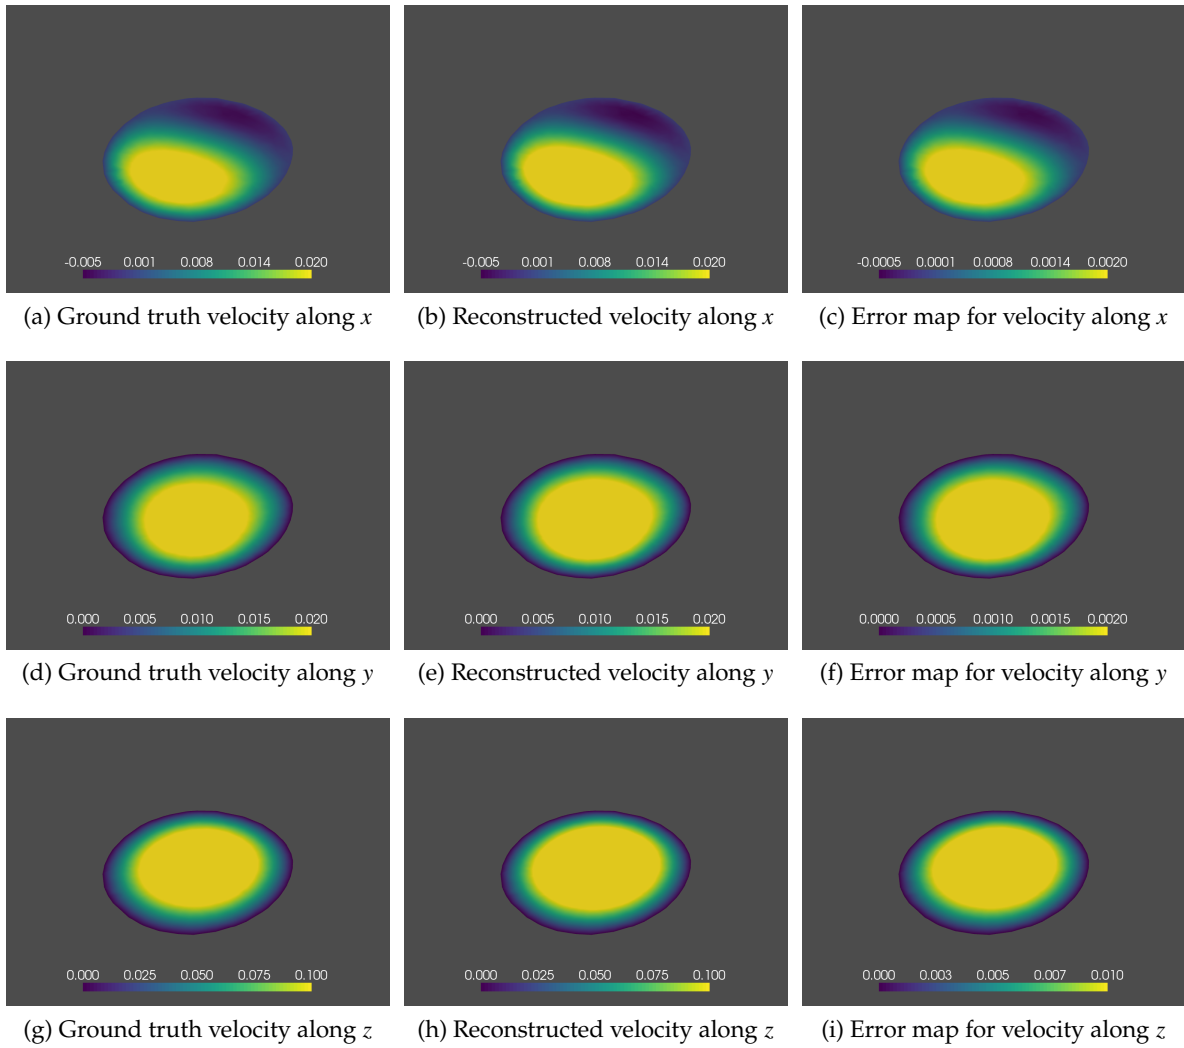 -0.005 0.001 0.008 0.014 0.020
-0.005 0.001 0.008 0.014 0.020
-0.0005 0.0001 0.0008 0.0014 0.0020
(a) Ground truth velocity along x
(b) Reconstructed velocity along x
(c) Error map for velocity along x
0.000 0.005 0.010 0.015 0.020
0.000 0.005 0.010 0.015 0.020
0.0000 0.0005 0.0010 0.0015 0.0020
(d) Ground truth velocity along y
(e) Reconstructed velocity along y
(f) Error map for velocity along y
0.000 0.025 0.050 0.075 0.100
0.000 0.025 0.050 0.075 0.100
0.000 0.003 0.005 0.007 0.010
(g) Ground truth velocity along z
(h) Reconstructed velocity along z
(i) Error map for velocity along z